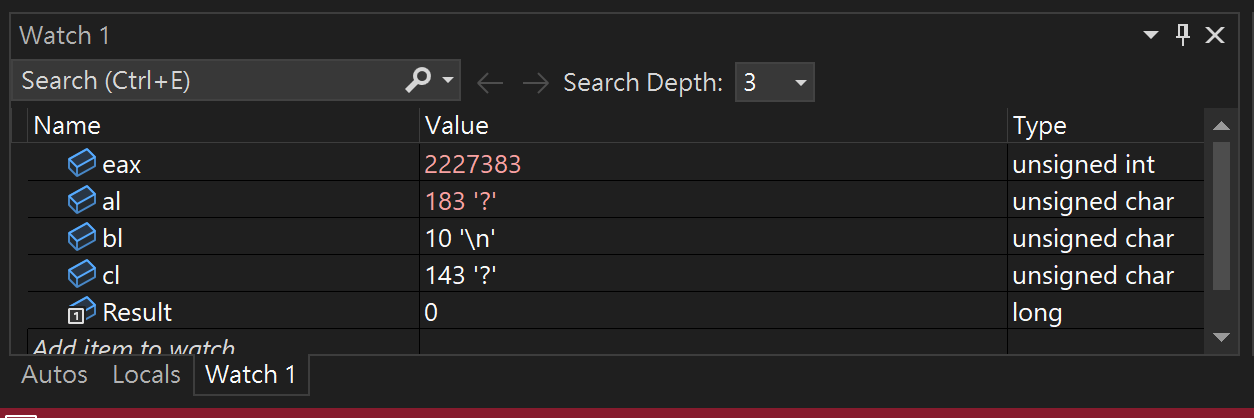 Watch 1
Search (Ctrl+E) Search Depth: 3
Name Value Type
eax 2227383 unsigned int
al 183 '?' unsigned char
bl 10 '\n' unsigned char
cl 143 '?' unsigned char
1 Result 0 long
Add item to watch
Autos Locals Watch 1